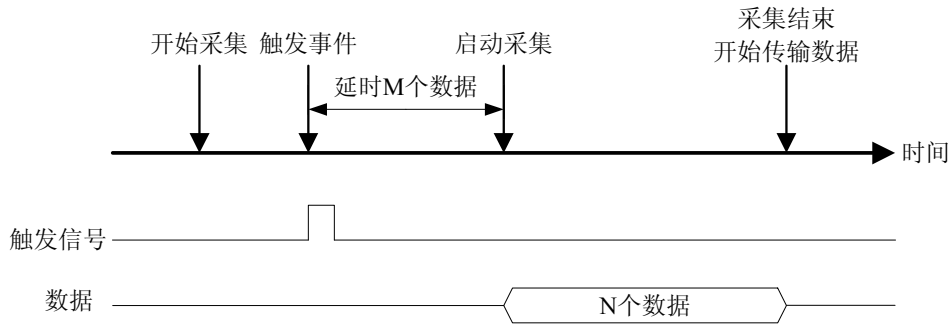 采集结束
开始采集 触发事件 启动采集 开始传输数据
延时M个数据
时间
触发信号
数据 N个数据